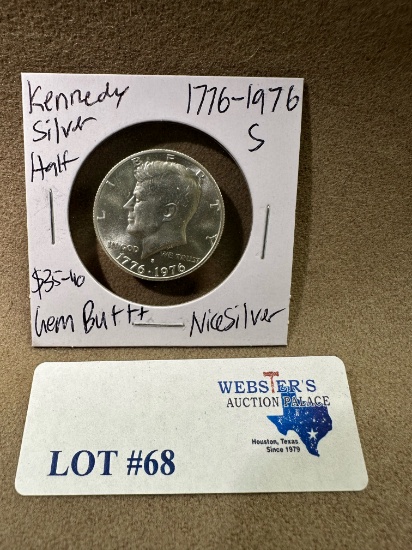 Kennedy
Silver
Half
1776-1976
S
LIBERTY
IN GOD WE TRUST
S
1776·1976
$35-40
Gem Bu+++
Nice Silver
WEBSTER'S
AUCTION PALACE
Houston, Texas
Since 1979
LOT #68